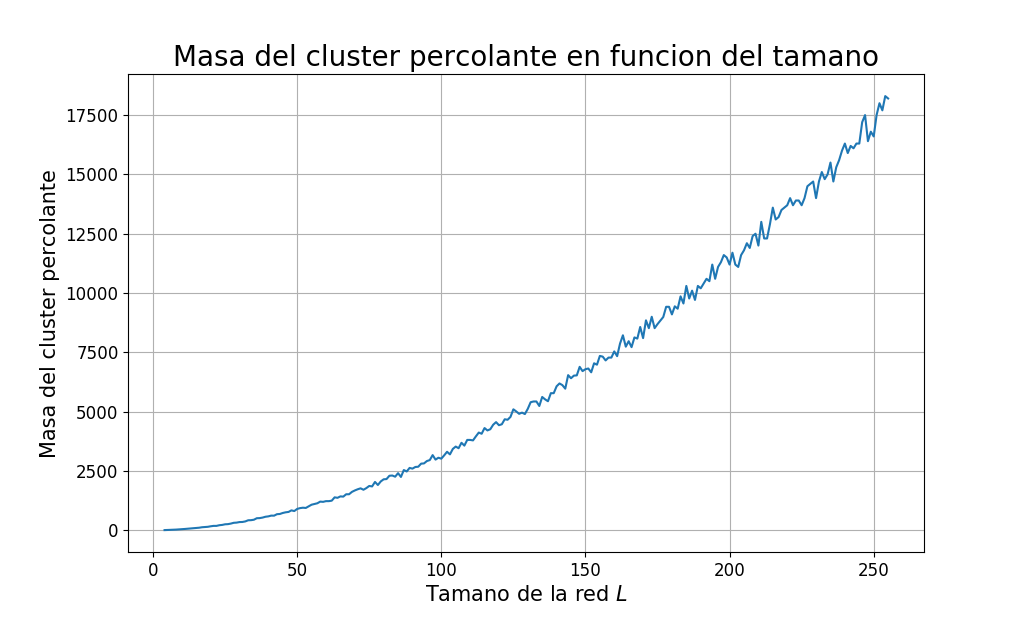 Masa del cluster percolante en funcion del tamano
Masa del cluster percolante
17500
15000
12500
10000
7500
5000
2500
0
0 50 100 150 200 250
Tamano de la red L